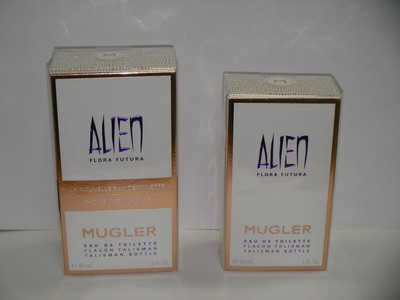 ALIEN
FLORA FUTURA
MUGLER
EAU DE TOILETTE
FLACON TALISMAN
TALISMAN BOTTLE
ALIEN
FLORA FUTURA
MUGLER
EAU DE TOILETTE
FLACON TALISMAN
TALISMAN BOTTLE